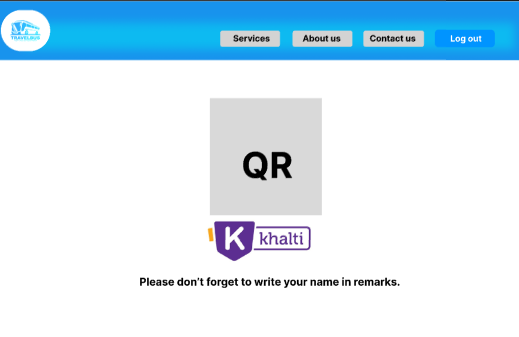 TRAVELBUS
Services
About us
Contact us
Log out
QR
K khalti
Please don't forget to write your name in remarks.